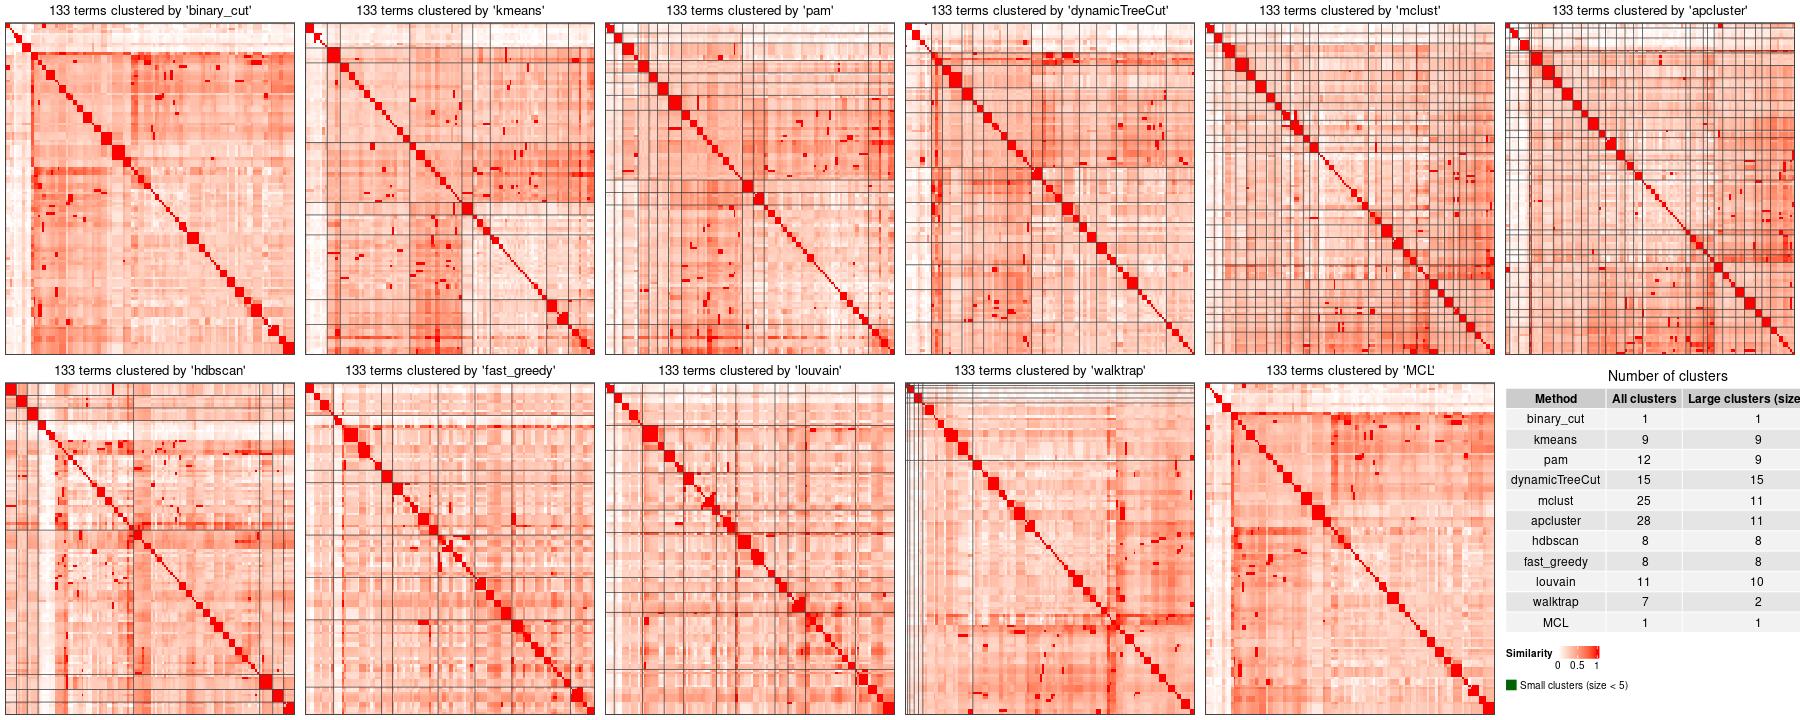 133 terms clustered by 'binary_cut'
133 terms clustered by 'kmeans'
133 terms clustered by 'pam'
133 terms clustered by 'dynamicTreeCut'
133 terms clustered by 'mclust'
133 terms clustered by 'apcluster'
133 terms clustered by 'hdbscan'
133 terms clustered by 'fast_greedy'
133 terms clustered by 'louvain'
133 terms clustered by 'walktrap'
133 terms clustered by 'MCL'
Number of clusters
Method All clusters Large clusters (size
binary_cut 1 1
kmeans 9 9
pam 12 9
dynamicTreeCut 15 15
mclust 25 11
apcluster 28 11
hdbscan 8 8
fast_greedy 8 8
louvain 11 10
walktrap 7 2
MCL 1 1
Similarity
0 0.5 1
Small clusters (size < 5)